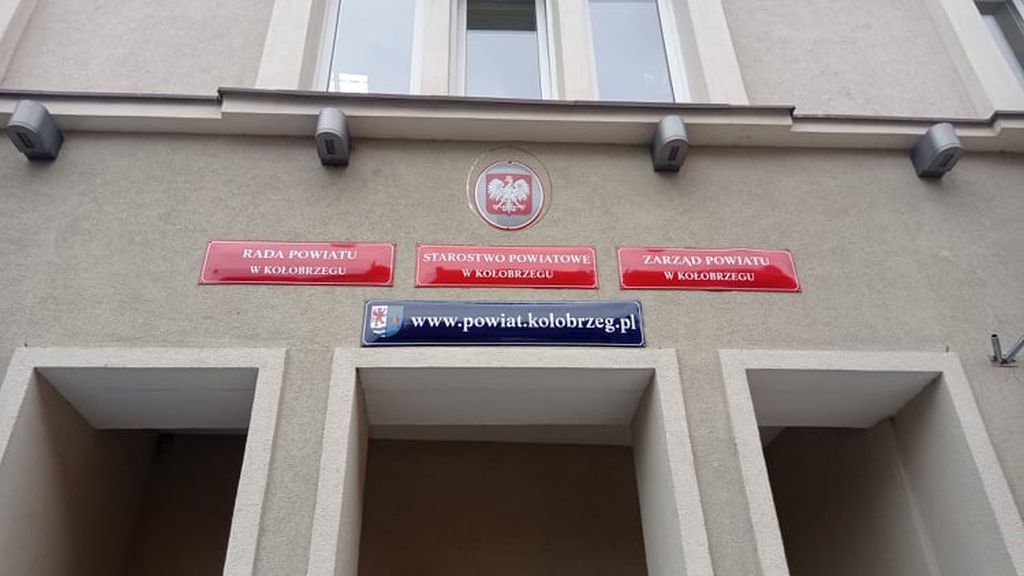 RADA POWIATU
W KOŁOBRZEGU
STAROSTWO POWIATOWE
W KOŁOBRZEGU
ZARZĄD POWIATU
W KOŁOBRZEGU
www.powiat.kolobrzeg.pl